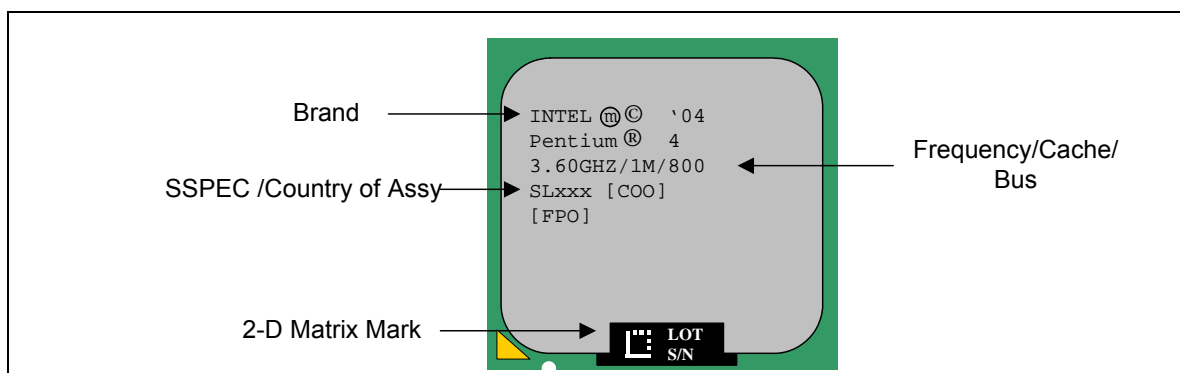 Brand
INTEL ⓜ© ‘04
Pentium® 4
3.60GHZ/1M/800
Frequency/Cache/
Bus
SSPEC /Country of Assy
SLxxx [COO]
[FPO]
2-D Matrix Mark
LOT
S/N